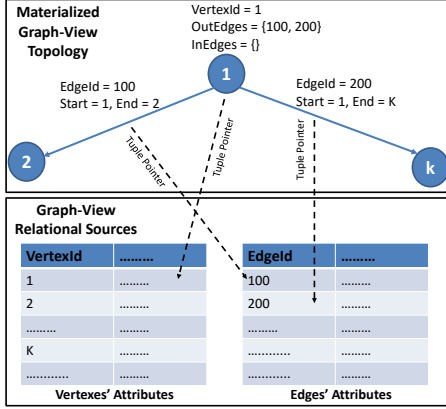 Materialized
Graph-View
Topology
VertexId = 1
OutEdges = {100, 200}
InEdges = {}
1
EdgeId = 100
Start = 1, End = 2
EdgeId = 200
Start = 1, End = K
2
k
Tuple Pointer
Tuple Pointer
Tuple Pointer
Graph-View
Relational Sources
VertexId ………
1 ………
2 ………
……… ………
K ………
………… ………
Vertexes' Attributes
EdgeId ………
100 ………
200 ………
……… ………
………… ………
………… ………
Edges' Attributes